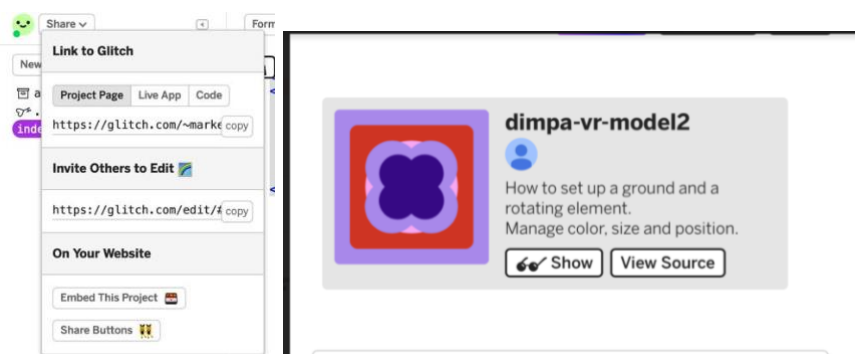 Share
Form
Link to Glitch
New
Project Page Live App Code
https://glitch.com/~marke copy
inde
Invite Others to Edit
https://glitch.com/edit/# copy
On Your Website
Embed This Project
Share Buttons
dimpa-vr-model2
How to set up a ground and a
rotating element.
Manage color, size and position.
Show View Source